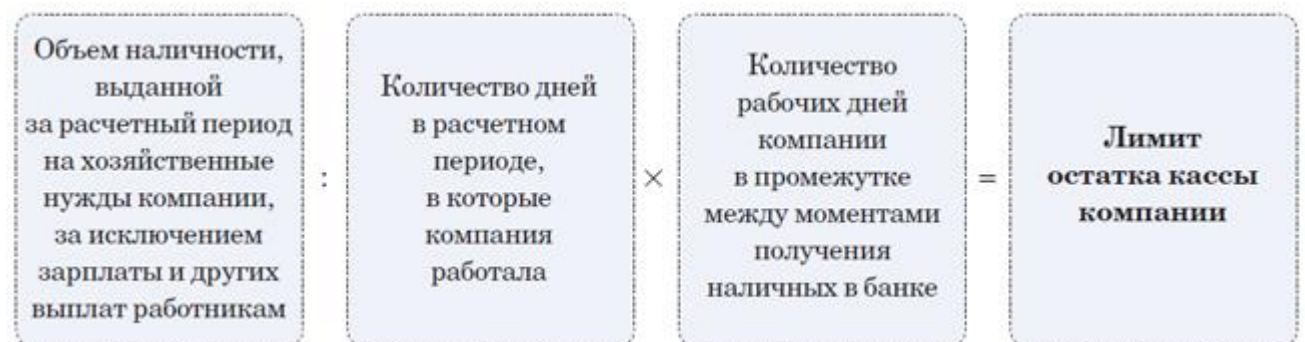 Объем наличности,
выданной
за расчетный период
на хозяйственные
нужды компании,
за исключением
зарплаты и других
выплат работникам
:
Количество дней
в расчетном
периоде,
в которые
компания
работала
×
Количество
рабочих дней
компании
в промежутке
между моментами
получения
наличных в банке
=
Лимит
остатка кассы
компании